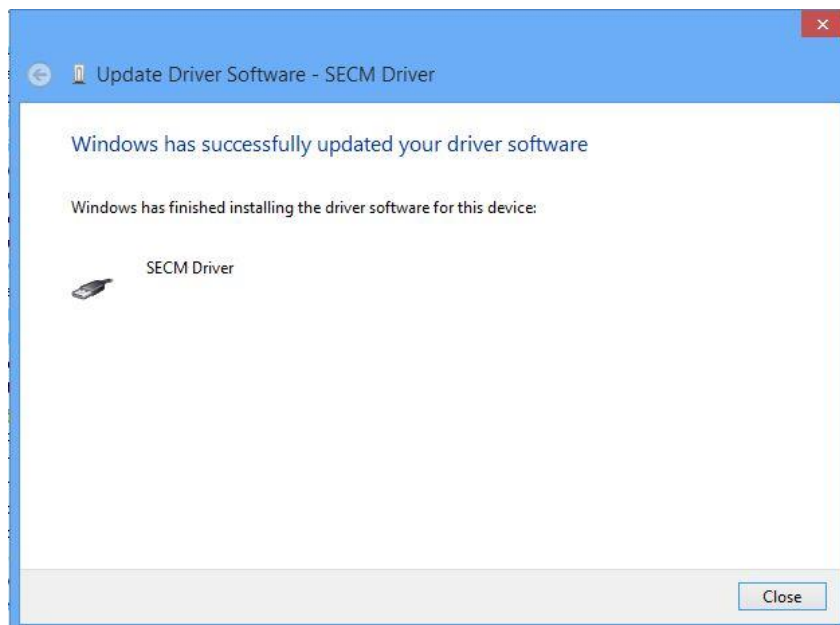 Update Driver Software - SECM Driver
Windows has successfully updated your driver software
Windows has finished installing the driver software for this device:
SECM Driver
Close